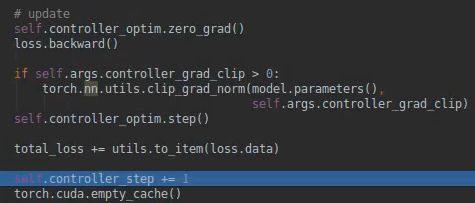 # update
self.controller_optim.zero_grad()
loss.backward()
if self.args.controller_grad_clip > 0:
torch.nn.utils.clip_grad_norm(model.parameters(),
self.args.controller_grad_clip)
self.controller_optim.step()
total_loss += utils.to_item(loss.data)
self.controller_step += 1
torch.cuda.empty_cache()